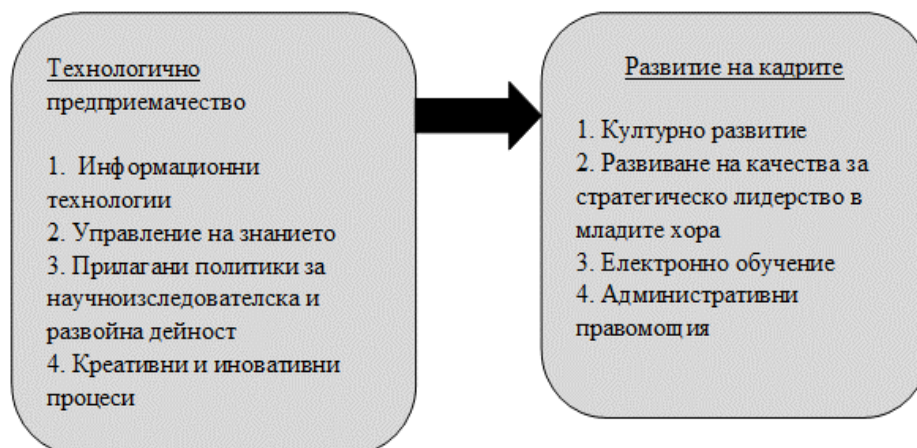 Технологично
предприемачество
1. Информационни
технологии
2. Управление на знанието
3. Прилагани политики за
научноизследователска и
развойна дейност
4. Креативни и иновативни
процеси
Развитие на кадрите
1. Културно развитие
2. Развиване на качества за
стратегическо лидерство в
младите хора
3. Електронно обучение
4. Административни
правомощия